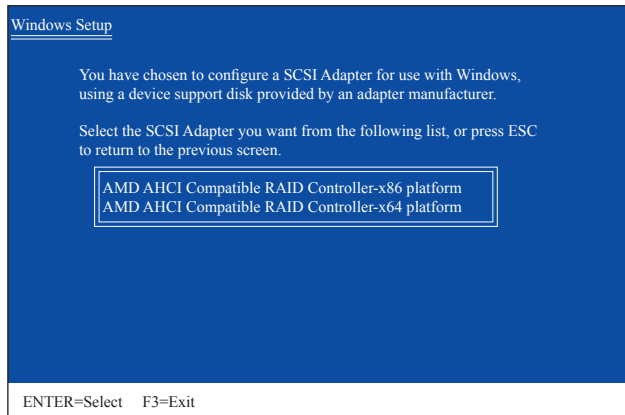 Windows Setup
You have chosen to configure a SCSI Adapter for use with Windows,
using a device support disk provided by an adapter manufacturer.
Select the SCSI Adapter you want from the following list, or press ESC
to return to the previous screen.
AMD AHCI Compatible RAID Controller-x86 platform
AMD AHCI Compatible RAID Controller-x64 platform
ENTER=Select F3=Exit